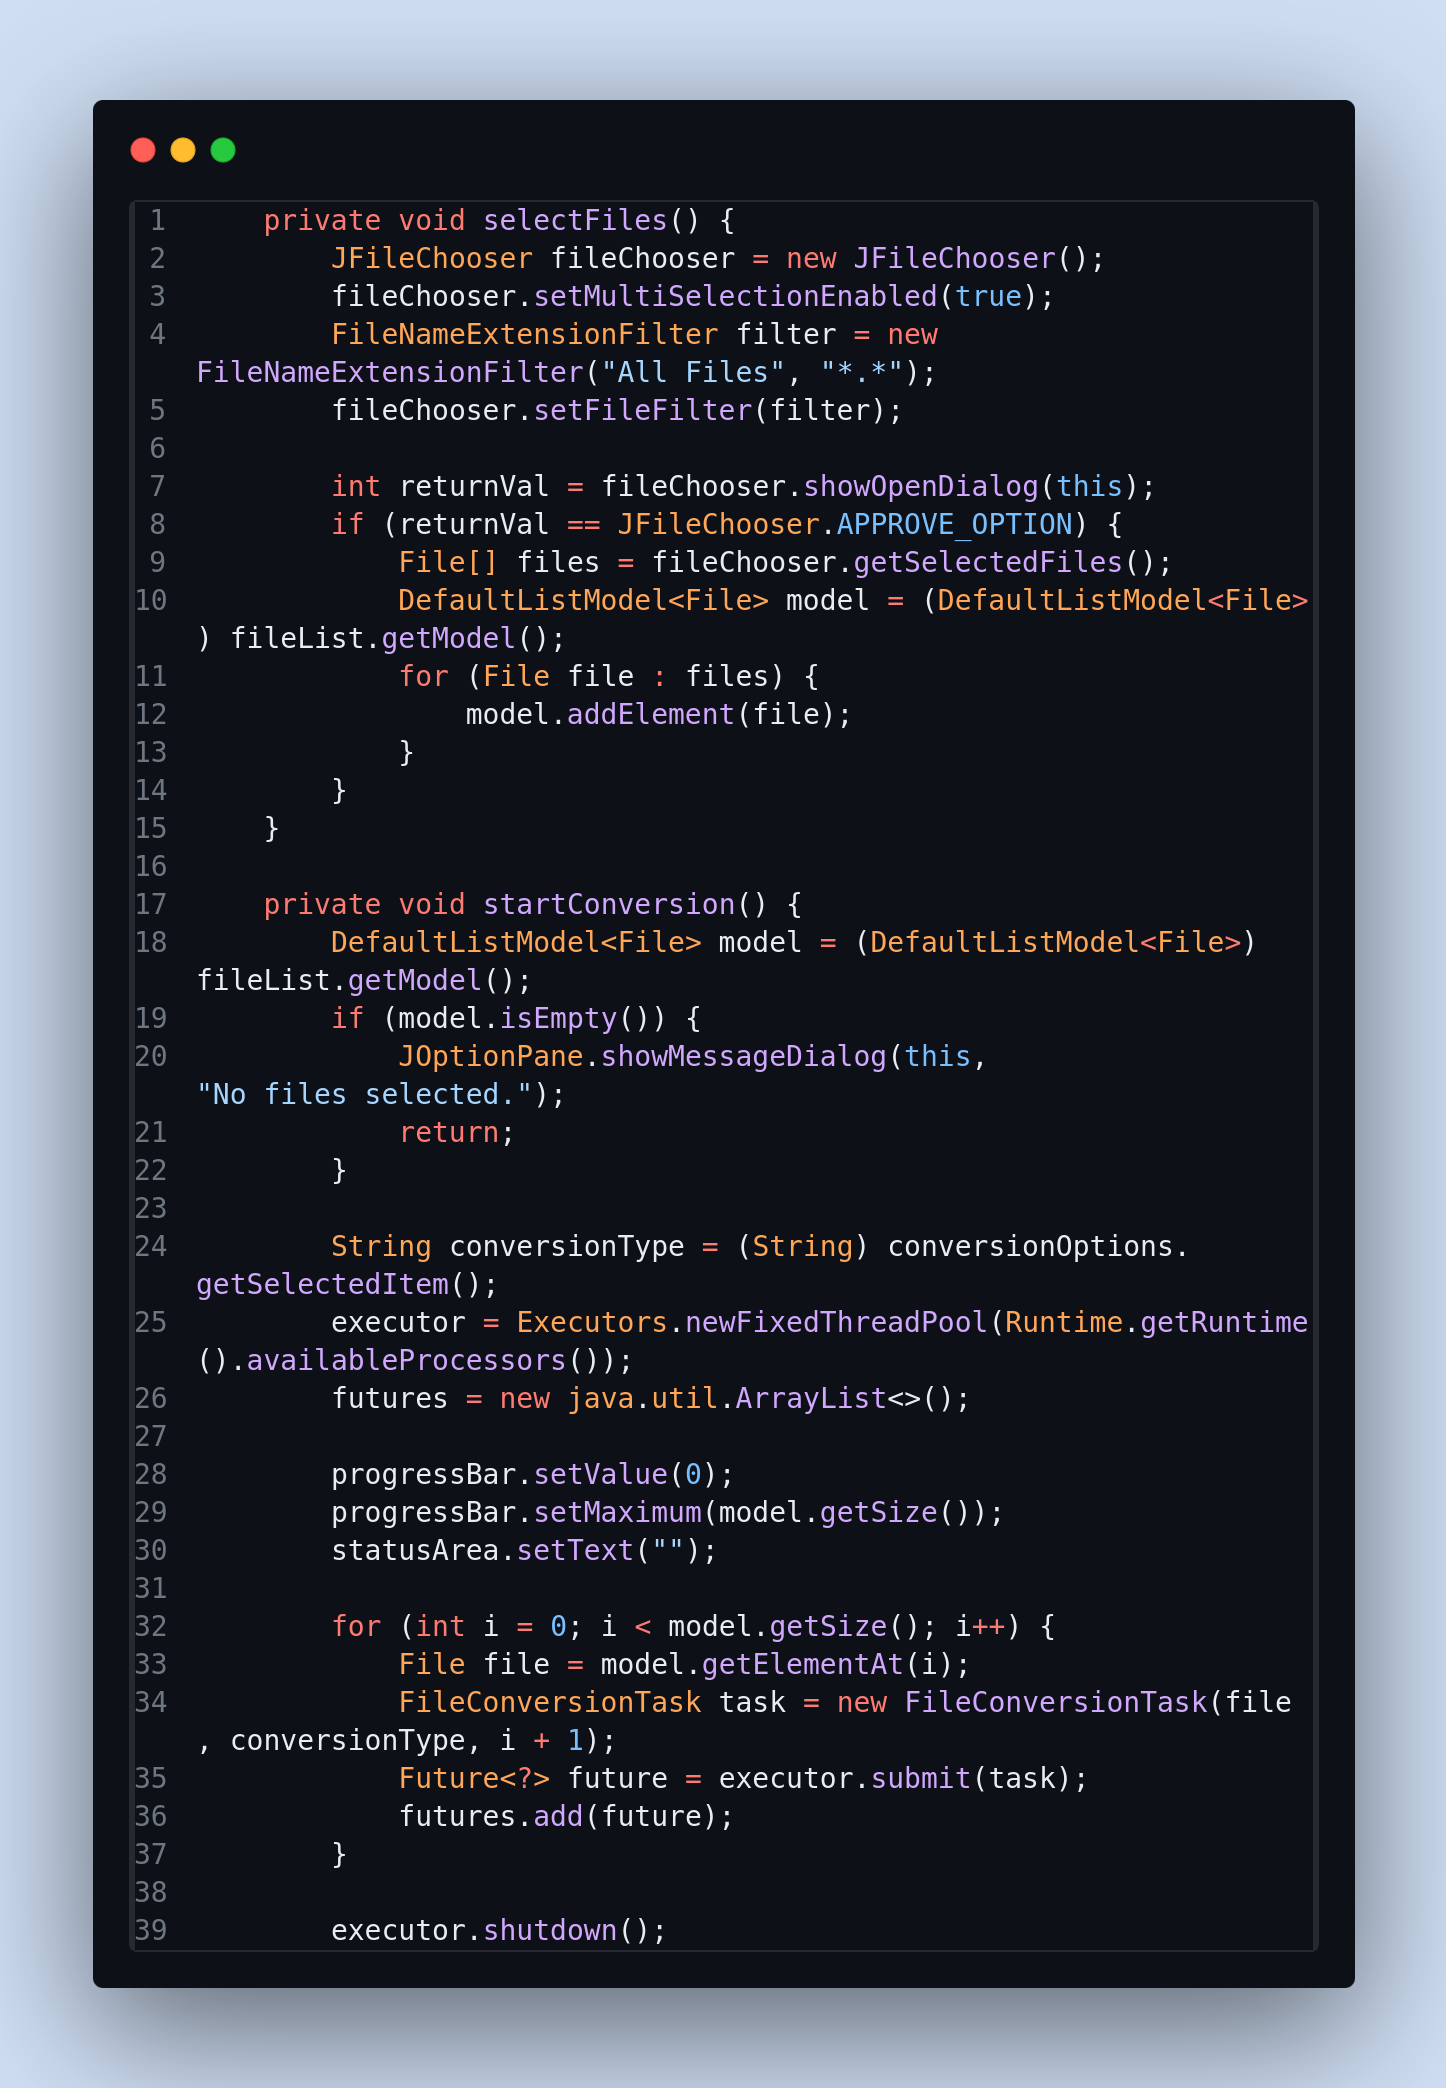 1     private void selectFiles() {
2         JFileChooser fileChooser = new JFileChooser();
3         fileChooser.setMultiSelectionEnabled(true);
4         FileNameExtensionFilter filter = new
FileNameExtensionFilter("All Files", "*.*");
5         fileChooser.setFileFilter(filter);
6
7         int returnVal = fileChooser.showOpenDialog(this);
8         if (returnVal == JFileChooser.APPROVE_OPTION) {
9             File[] files = fileChooser.getSelectedFiles();
10             DefaultListModel<File> model = (DefaultListModel<File>
) fileList.getModel();
11             for (File file : files) {
12                 model.addElement(file);
13             }
14         }
15     }
16
17     private void startConversion() {
18         DefaultListModel<File> model = (DefaultListModel<File>)
fileList.getModel();
19         if (model.isEmpty()) {
20             JOptionPane.showMessageDialog(this,
"No files selected.");
21             return;
22         }
23
24         String conversionType = (String) conversionOptions.
getSelectedItem();
25         executor = Executors.newFixedThreadPool(Runtime.getRuntime
().availableProcessors());
26         futures = new java.util.ArrayList<>();
27
28         progressBar.setValue(0);
29         progressBar.setMaximum(model.getSize());
30         statusArea.setText("");
31
32         for (int i = 0; i < model.getSize(); i++) {
33             File file = model.getElementAt(i);
34             FileConversionTask task = new FileConversionTask(file
, conversionType, i + 1);
35             Future<?> future = executor.submit(task);
36             futures.add(future);
37         }
38
39         executor.shutdown();